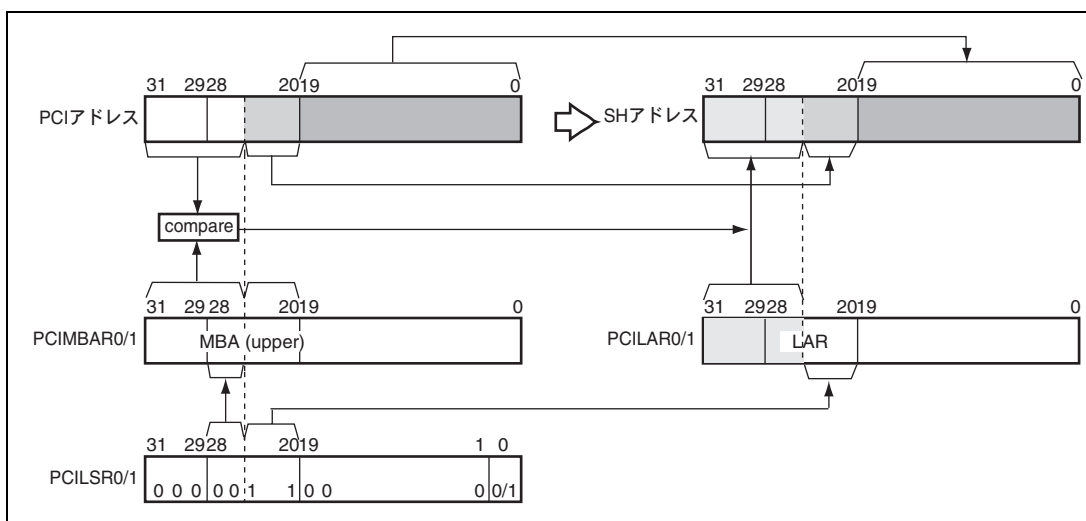 31 2928 2019 0
PCIアドレス
31 2928 2019 0
SHアドレス
compare
31 29 28 2019 0
PCIMBAR0/1 MBA (upper)
31 2928 2019 0
PCILAR0/1 LAR
31 2928 2019 1 0
PCILSR0/1 0 0 0 0 0 1 1 0 0 0 0/1